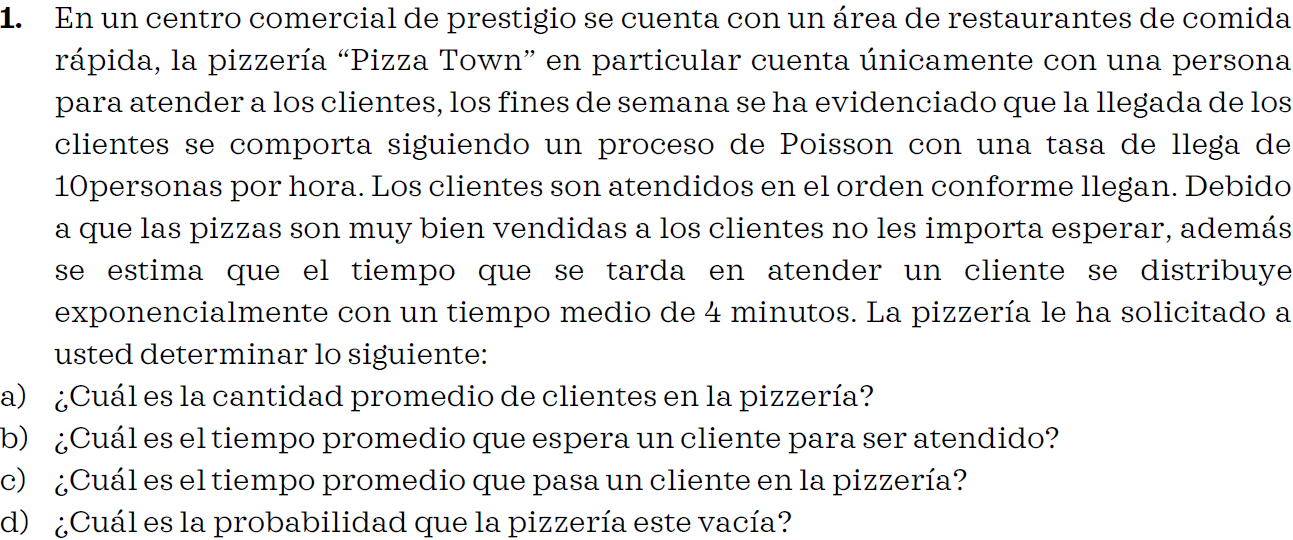 1. En un centro comercial de prestigio se cuenta con un área de restaurantes de comida
rápida, la pizzería “Pizza Town” en particular cuenta únicamente con una persona
para atender a los clientes, los fines de semana se ha evidenciado que la llegada de los
clientes se comporta siguiendo un proceso de Poisson con una tasa de llega de
10personas por hora. Los clientes son atendidos en el orden conforme llegan. Debido
a que las pizzas son muy bien vendidas a los clientes no les importa esperar, además
se estima que el tiempo que se tarda en atender un cliente se distribuye
exponencialmente con un tiempo medio de 4 minutos. La pizzería le ha solicitado a
usted determinar lo siguiente:
a) ¿Cuál es la cantidad promedio de clientes en la pizzería?
b) ¿Cuál es el tiempo promedio que espera un cliente para ser atendido?
c) ¿Cuál es el tiempo promedio que pasa un cliente en la pizzería?
d) ¿Cuál es la probabilidad que la pizzería este vacía?